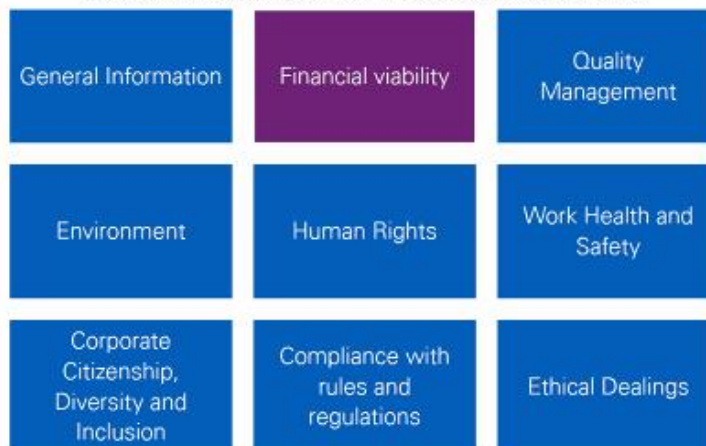 General Information
Financial viability
Quality
Management
Environment
Human Rights
Work Health and
Safety
Corporate
Citizenship,
Diversity and
Inclusion
Compliance with
rules and
regulations
Ethical Dealings